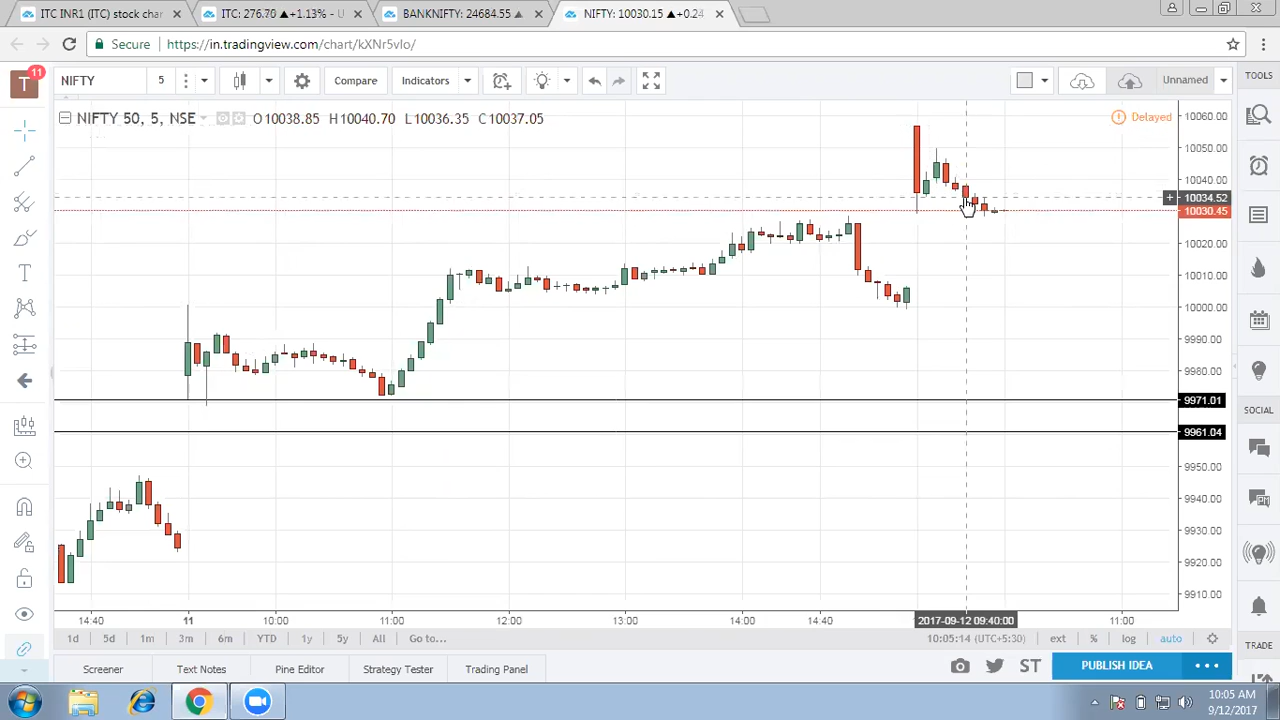 ITC INR1 (ITC) stock char
ITC: 276.70 ▲+1.13% - U
BANKNIFTY: 24684.55 ▲
NIFTY: 10030.15 ▲+0.24
Secure
https://in.tradingview.com/chart/kXNr5vIo/
11
T
NIFTY
5
Compare
Indicators
Unnamed
TOOLS
NIFTY 50, 5, NSE
O10038.85 H10040.70 L10036.35 C10037.05
Delayed
10060.00
10050.00
10040.00
10034.52
10030.45
10020.00
10010.00
10000.00
9990.00
9980.00
9971.01
9961.04
9950.00
9940.00
9930.00
9920.00
9910.00
SOCIAL
TRADE
14:40
11
10:00
11:00
12:00
13:00
14:00
14:40
2017-09-12 09:40:00
11:00
1d
5d
1m
3m
6m
YTD
1y
5y
All
Go to...
10:05:14 (UTC+5:30)
ext
%
log
auto
Screener
Text Notes
Pine Editor
Strategy Tester
Trading Panel
ST
PUBLISH IDEA
10:05 AM
9/12/2017